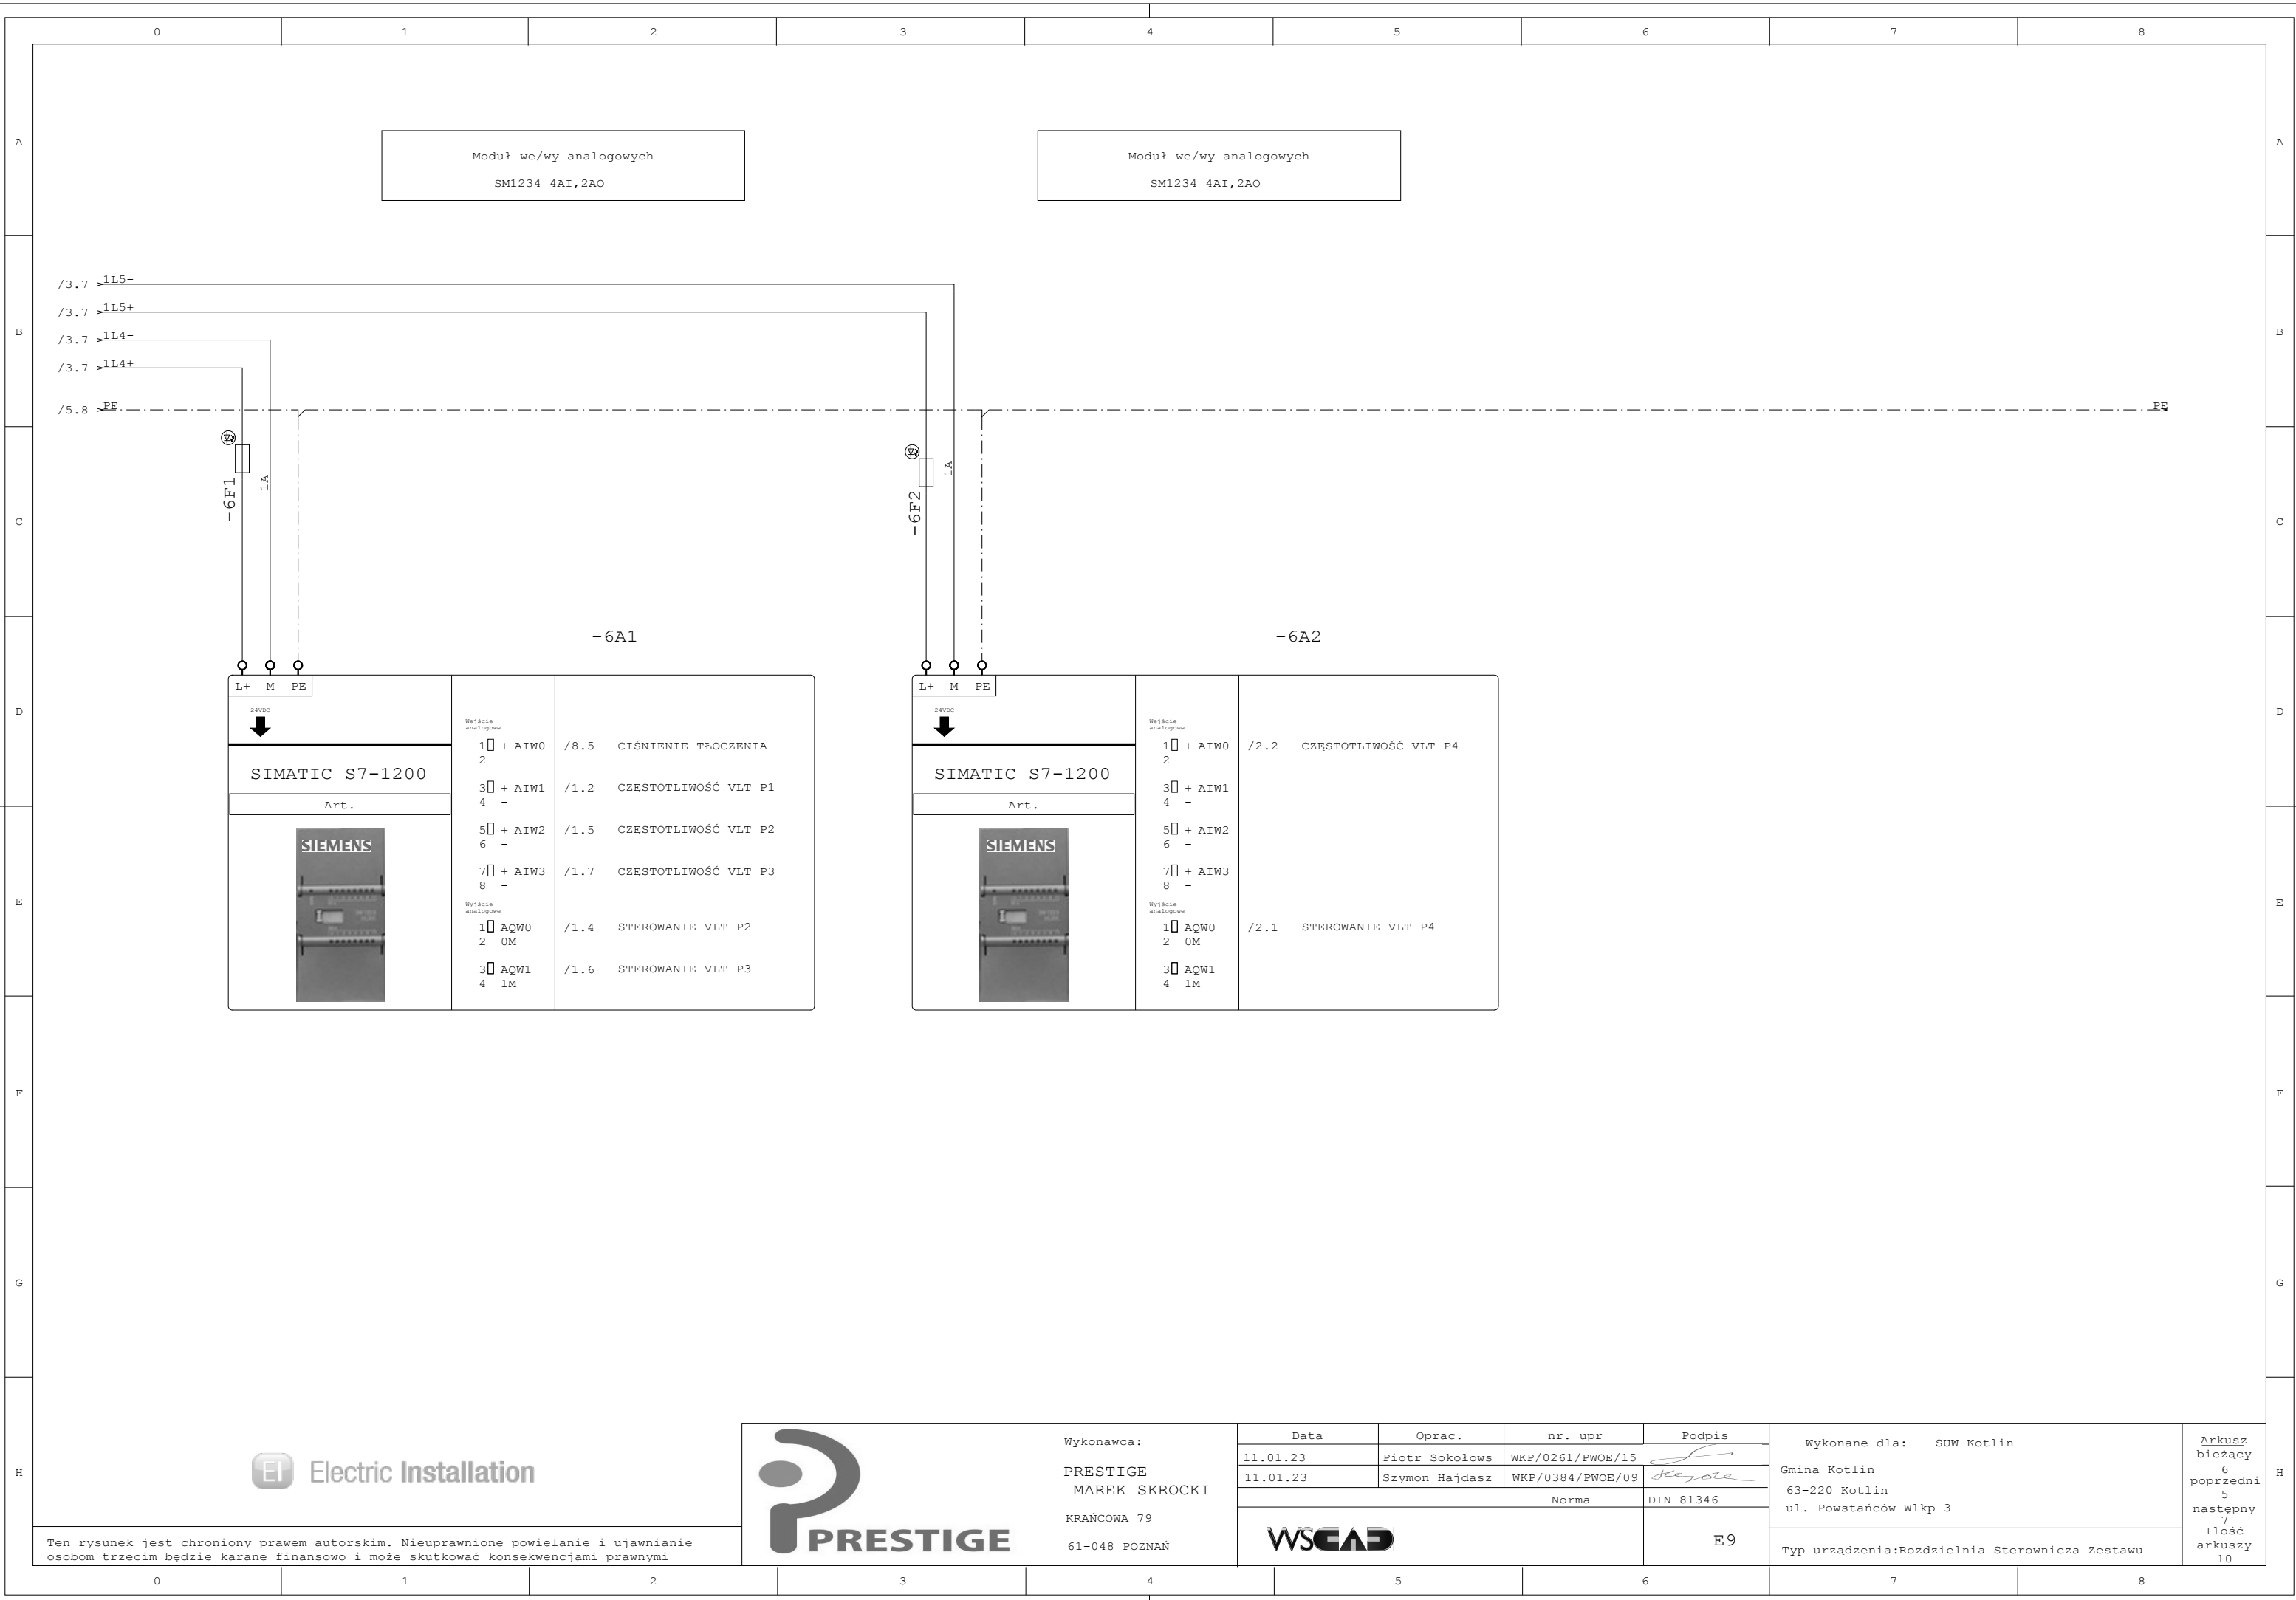 0 1 2 3 4 5 6 7 8
A A
Moduł we/wy analogowych
SM1234 4AI,2AO
Moduł we/wy analogowych
SM1234 4AI,2AO
/3.7 1L5-
/3.7 1L5+
B B
/3.7 1L4-
/3.7 1L4+
/5.8 PE PE
-6F1 1A
-6F2 1A
C C
-6A1
L+ M PE
24VDC
SIMATIC S7-1200
Art.
SIEMENS
Wejście
analogowe
1 + AIW0 /8.5 CIŚNIENIE TŁOCZENIA
2 -
3 + AIW1 /1.2 CZĘSTOTLIWOŚĆ VLT P1
4 -
5 + AIW2 /1.5 CZĘSTOTLIWOŚĆ VLT P2
6 -
7 + AIW3 /1.7 CZĘSTOTLIWOŚĆ VLT P3
8 -
Wyjście
analogowe
1 AQW0 /1.4 STEROWANIE VLT P2
2 0M
3 AQW1 /1.6 STEROWANIE VLT P3
4 1M
-6A2
L+ M PE
24VDC
SIMATIC S7-1200
Art.
SIEMENS
Wejście
analogowe
1 + AIW0 /2.2 CZĘSTOTLIWOŚĆ VLT P4
2 -
3 + AIW1
4 -
5 + AIW2
6 -
7 + AIW3
8 -
Wyjście
analogowe
1 AQW0 /2.1 STEROWANIE VLT P4
2 0M
3 AQW1
4 1M
D D
E E
F F
G G
H H
EI Electric Installation
Ten rysunek jest chroniony prawem autorskim. Nieuprawnione powielanie i ujawnianie
osobom trzecim będzie karane finansowo i może skutkować konsekwencjami prawnymi
PRESTIGE
Wykonawca:
PRESTIGE
MAREK SKROCKI
KRAŃCOWA 79
61-048 POZNAŃ
Data Oprac. nr. upr Podpis
11.01.23 Piotr Sokołows WKP/0261/PWOE/15
11.01.23 Szymon Hajdasz WKP/0384/PWOE/09
Norma DIN 81346
WSCAD
E9
Wykonane dla: SUW Kotlin
Gmina Kotlin
63-220 Kotlin
ul. Powstańców Wlkp 3
Typ urządzenia:Rozdzielnia Sterownicza Zestawu
Arkusz
bieżący
6
poprzedni
5
następny
7
Ilość
arkuszy
10
0 1 2 3 4 5 6 7 8